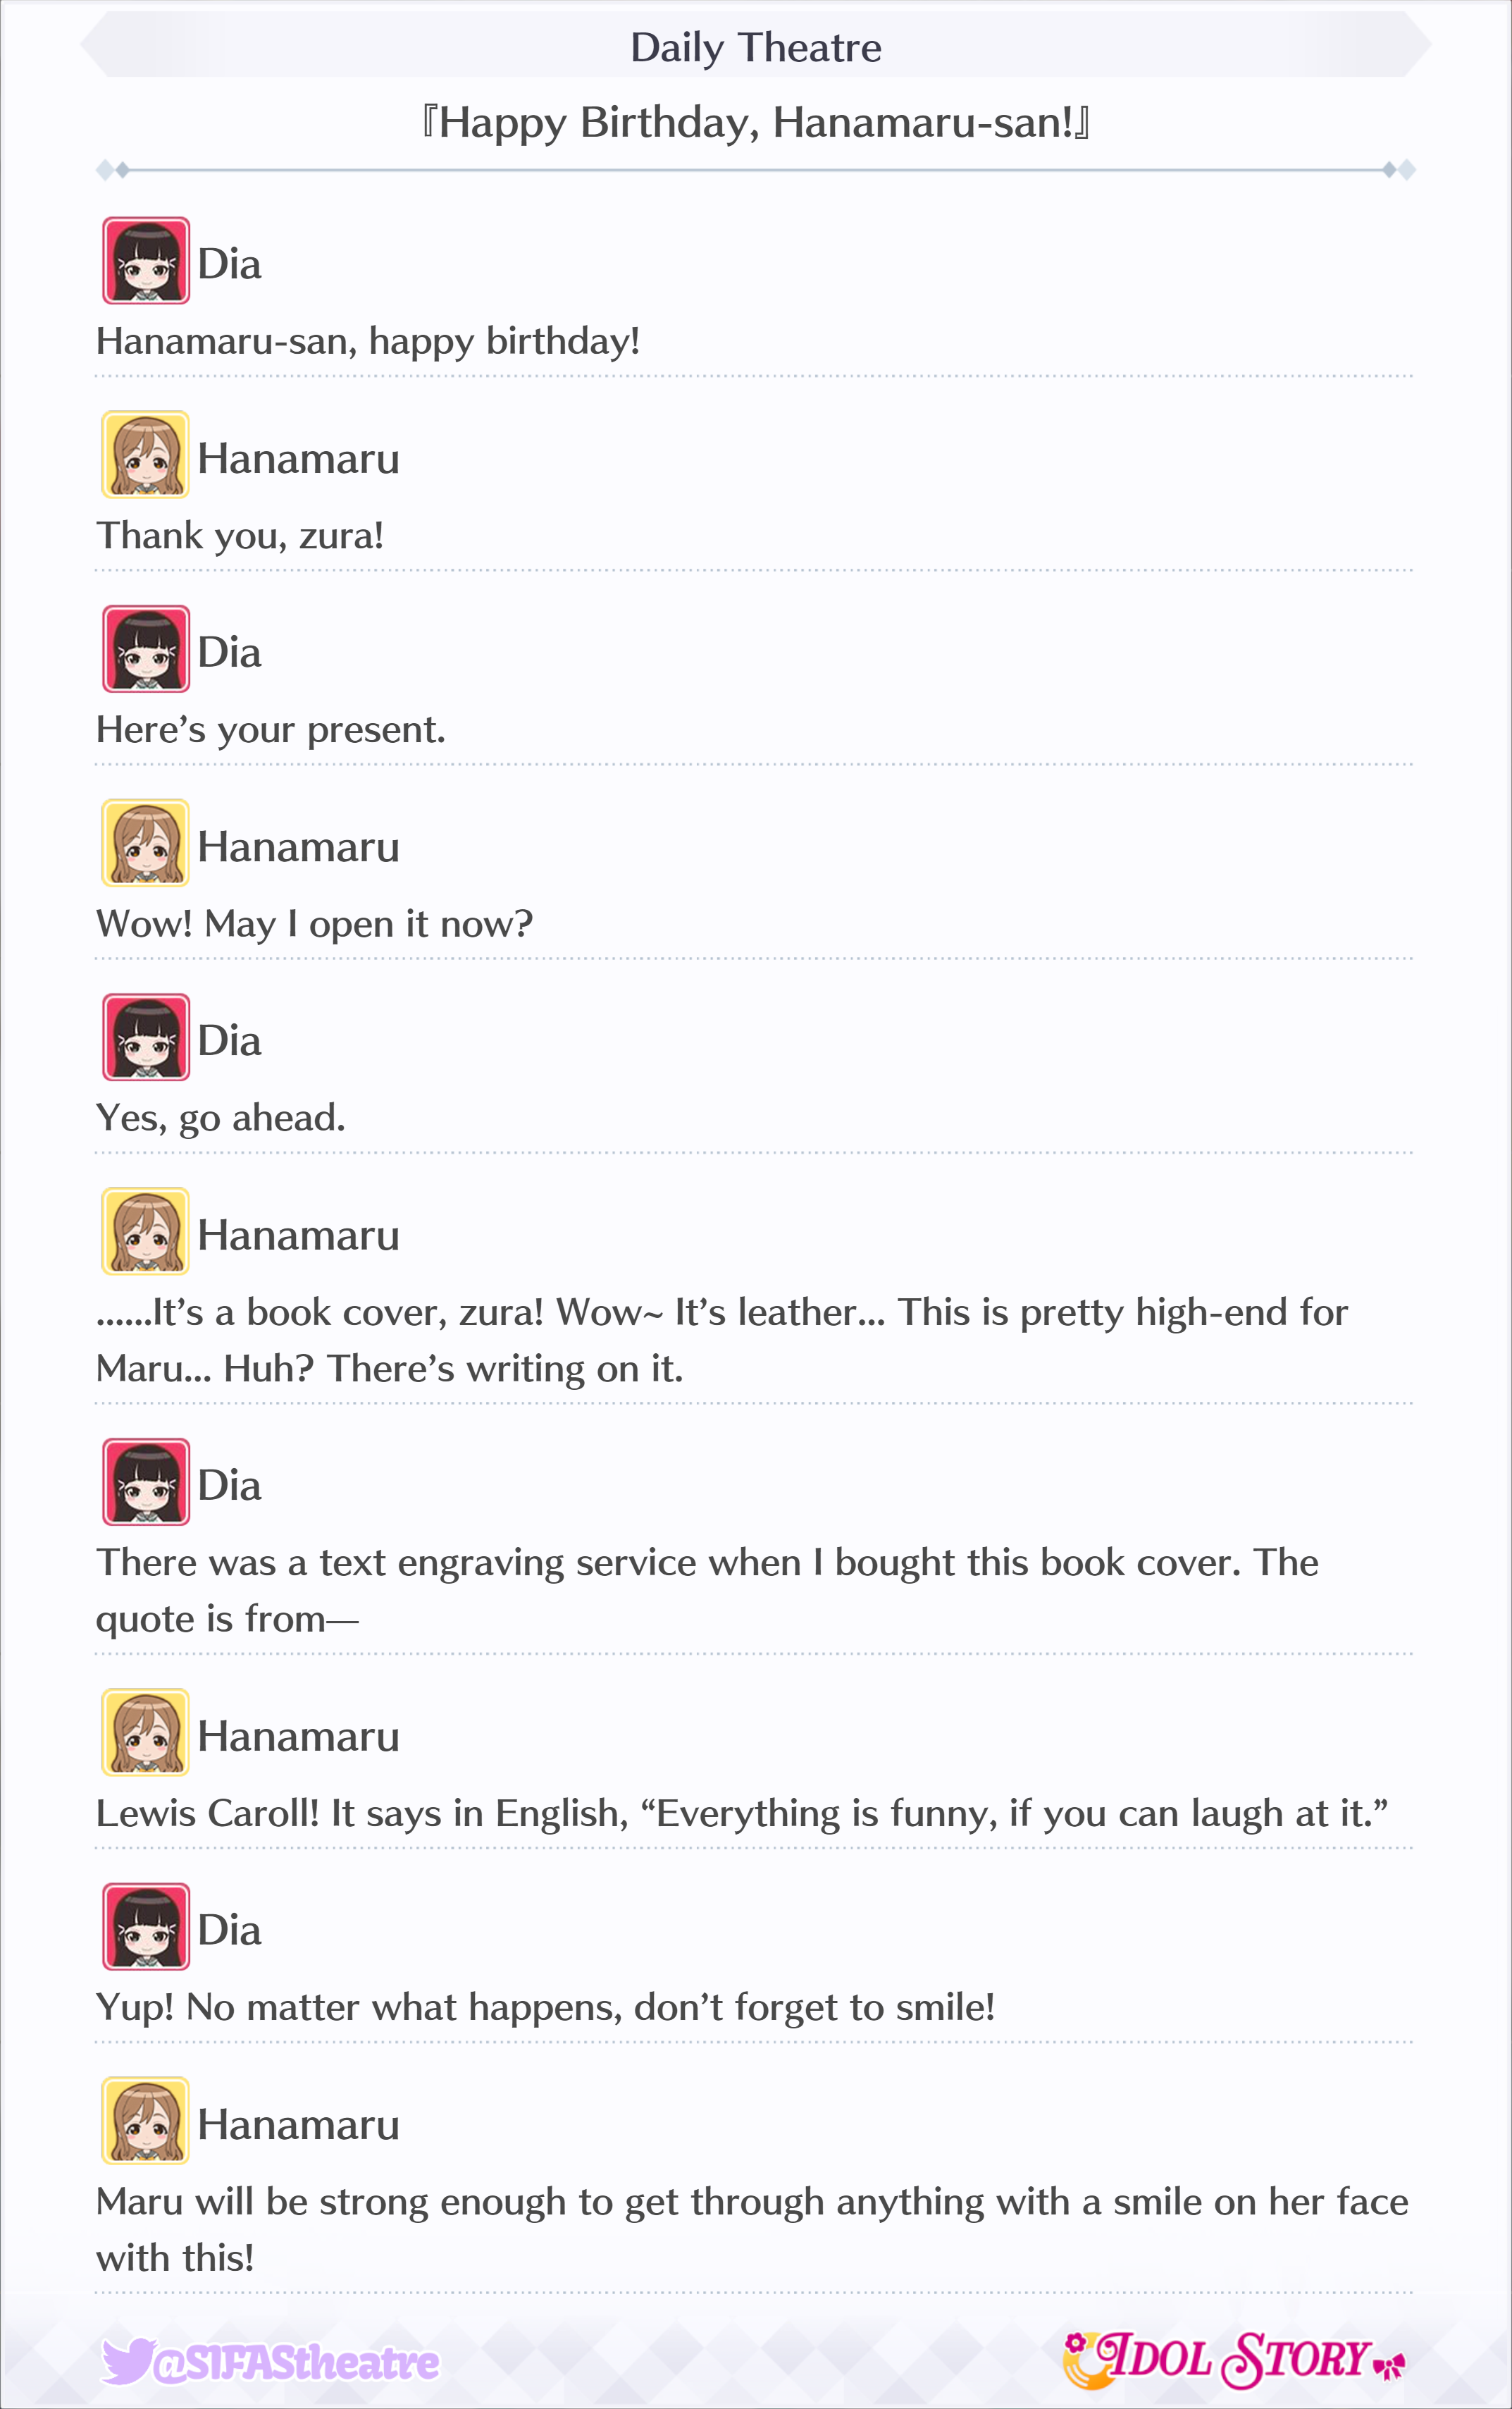 Daily Theatre
『Happy Birthday, Hanamaru-san!』
Dia
Hanamaru-san, happy birthday!
Hanamaru
Thank you, zura!
Dia
Here’s your present.
Hanamaru
Wow! May I open it now?
Dia
Yes, go ahead.
Hanamaru
......It’s a book cover, zura! Wow~ It’s leather... This is pretty high-end for
Maru... Huh? There’s writing on it.
Dia
There was a text engraving service when I bought this book cover. The
quote is from—
Hanamaru
Lewis Caroll! It says in English, “Everything is funny, if you can laugh at it.”
Dia
Yup! No matter what happens, don’t forget to smile!
Hanamaru
Maru will be strong enough to get through anything with a smile on her face
with this!
@SIFAStheatre
IDOL STORY